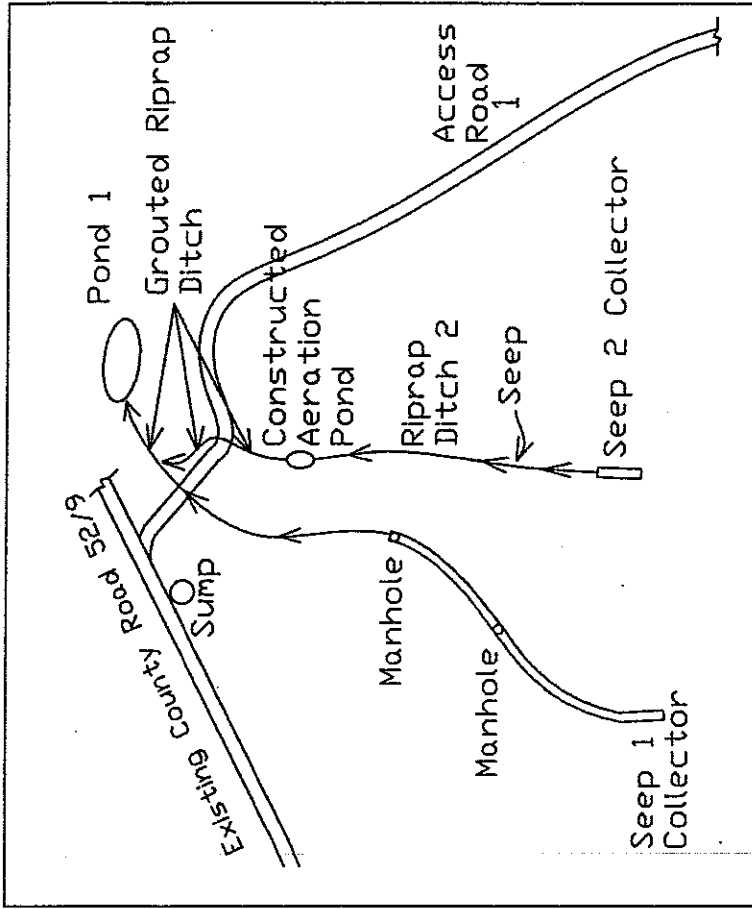 Pond 1
Grouted Riprap
Ditch
Existing County Road 52/9
Sump
Constructed
Aeration
Pond
Access
Road
1
Riprap
Ditch 2
Seep
Manhole
Manhole
Seep 2 Collector
Seep 1
Collector